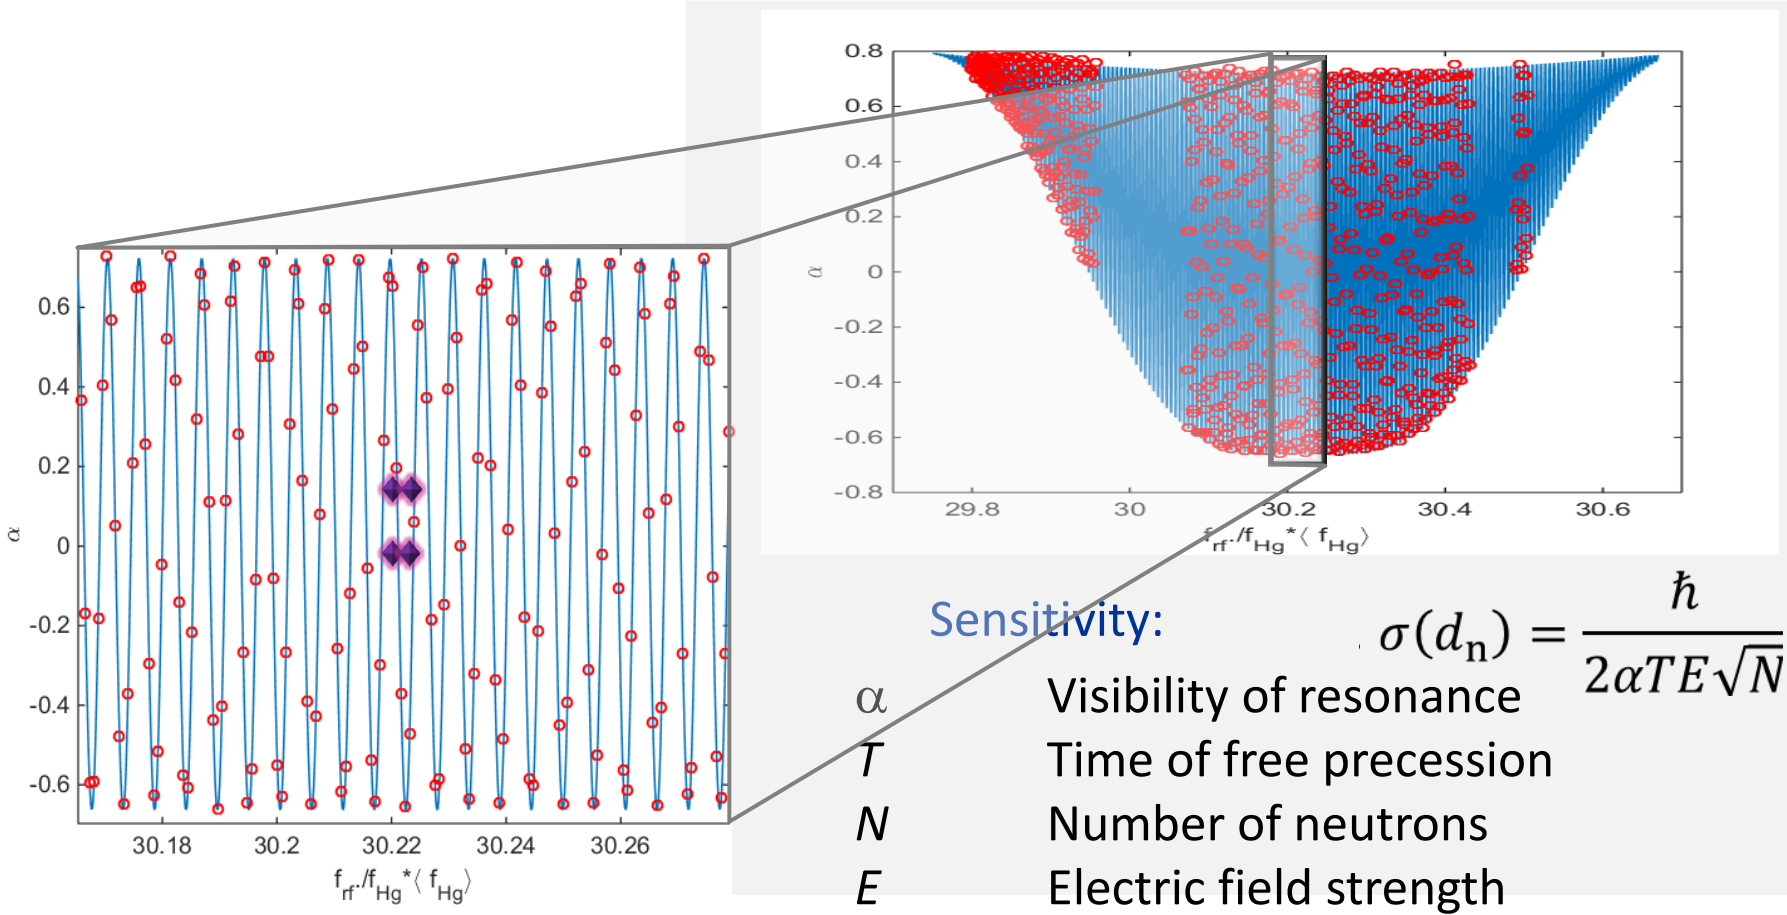 0.8
0.6
0.4
0.2
0
-0.2
-0.4
-0.6
-0.8
α
29.8 30 30.2 30.4 30.6
f_rf./f_Hg*⟨ f_Hg⟩
0.6
0.4
0.2
0
-0.2
-0.4
-0.6
α
30.18 30.2 30.22 30.24 30.26
f_rf./f_Hg*⟨ f_Hg⟩
Sensitivity:
. σ(d_n) = ħ / 2αTE√N
α Visibility of resonance
T Time of free precession
N Number of neutrons
E Electric field strength